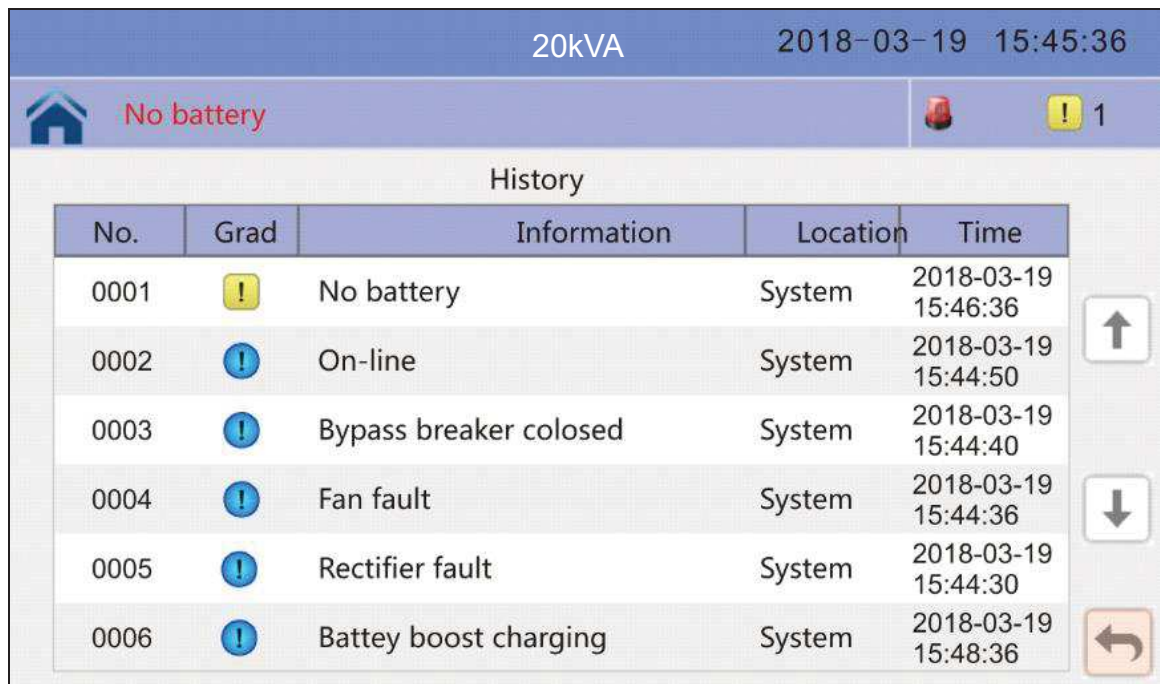 20kVA 2018-03-19 15:45:36
No battery ! 1
History
No. Grad Information Location Time
0001 ! No battery System 2018-03-19
15:46:36
0002 ! On-line System 2018-03-19
15:44:50
0003 ! Bypass breaker colosed System 2018-03-19
15:44:40
0004 ! Fan fault System 2018-03-19
15:44:36
0005 ! Rectifier fault System 2018-03-19
15:44:30
0006 ! Battey boost charging System 2018-03-19
15:48:36